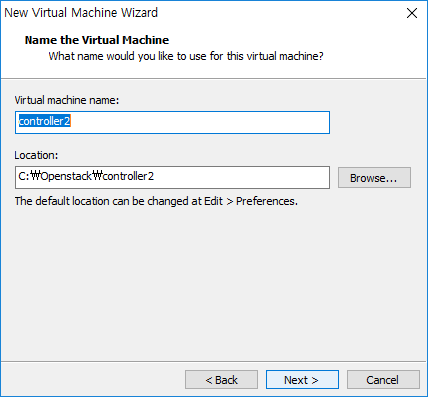 New Virtual Machine Wizard
Name the Virtual Machine
What name would you like to use for this virtual machine?
Virtual machine name:
controller2
Location:
C:₩Openstack₩controller2
Browse...
The default location can be changed at Edit > Preferences.
< Back
Next >
Cancel